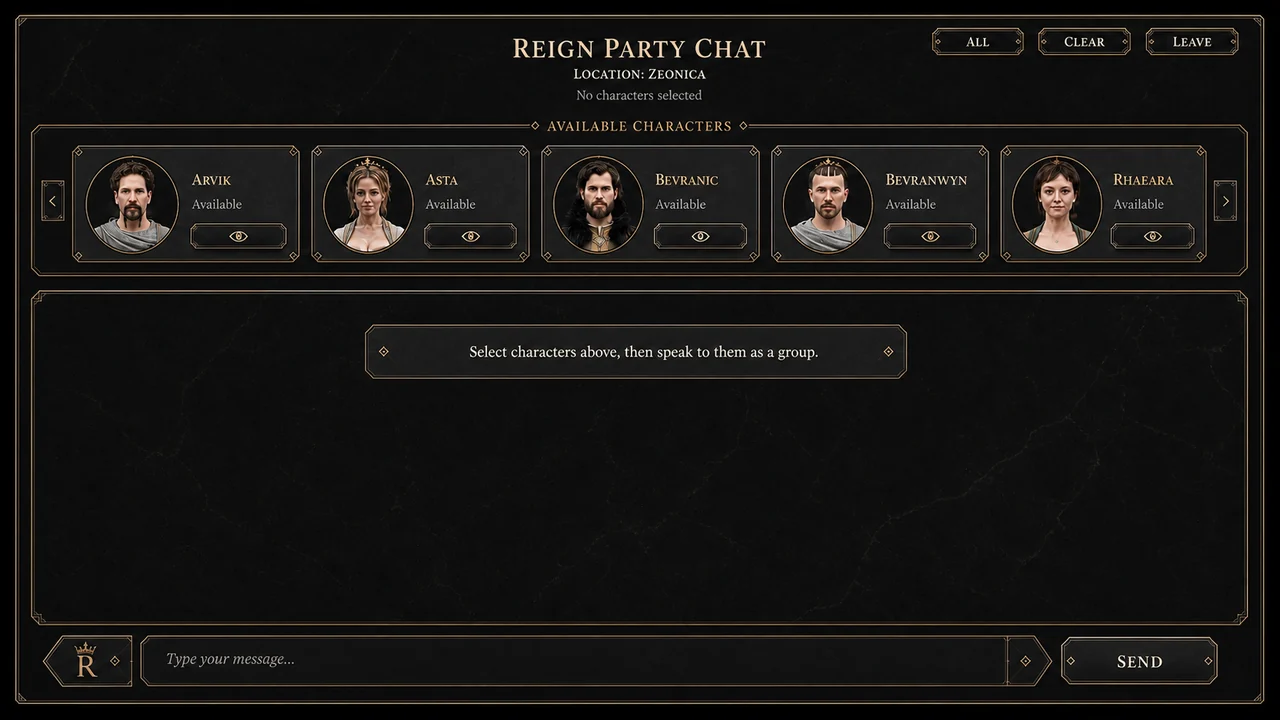 REIGN PARTY CHAT
LOCATION: ZEONICA
No characters selected
ALL
CLEAR
LEAVE
AVAILABLE CHARACTERS
ARVIK
Available
ASTA
Available
BEVRANIC
Available
BEVRANWYN
Available
RHAEARA
Available
Select characters above, then speak to them as a group.
R
Type your message...
SEND